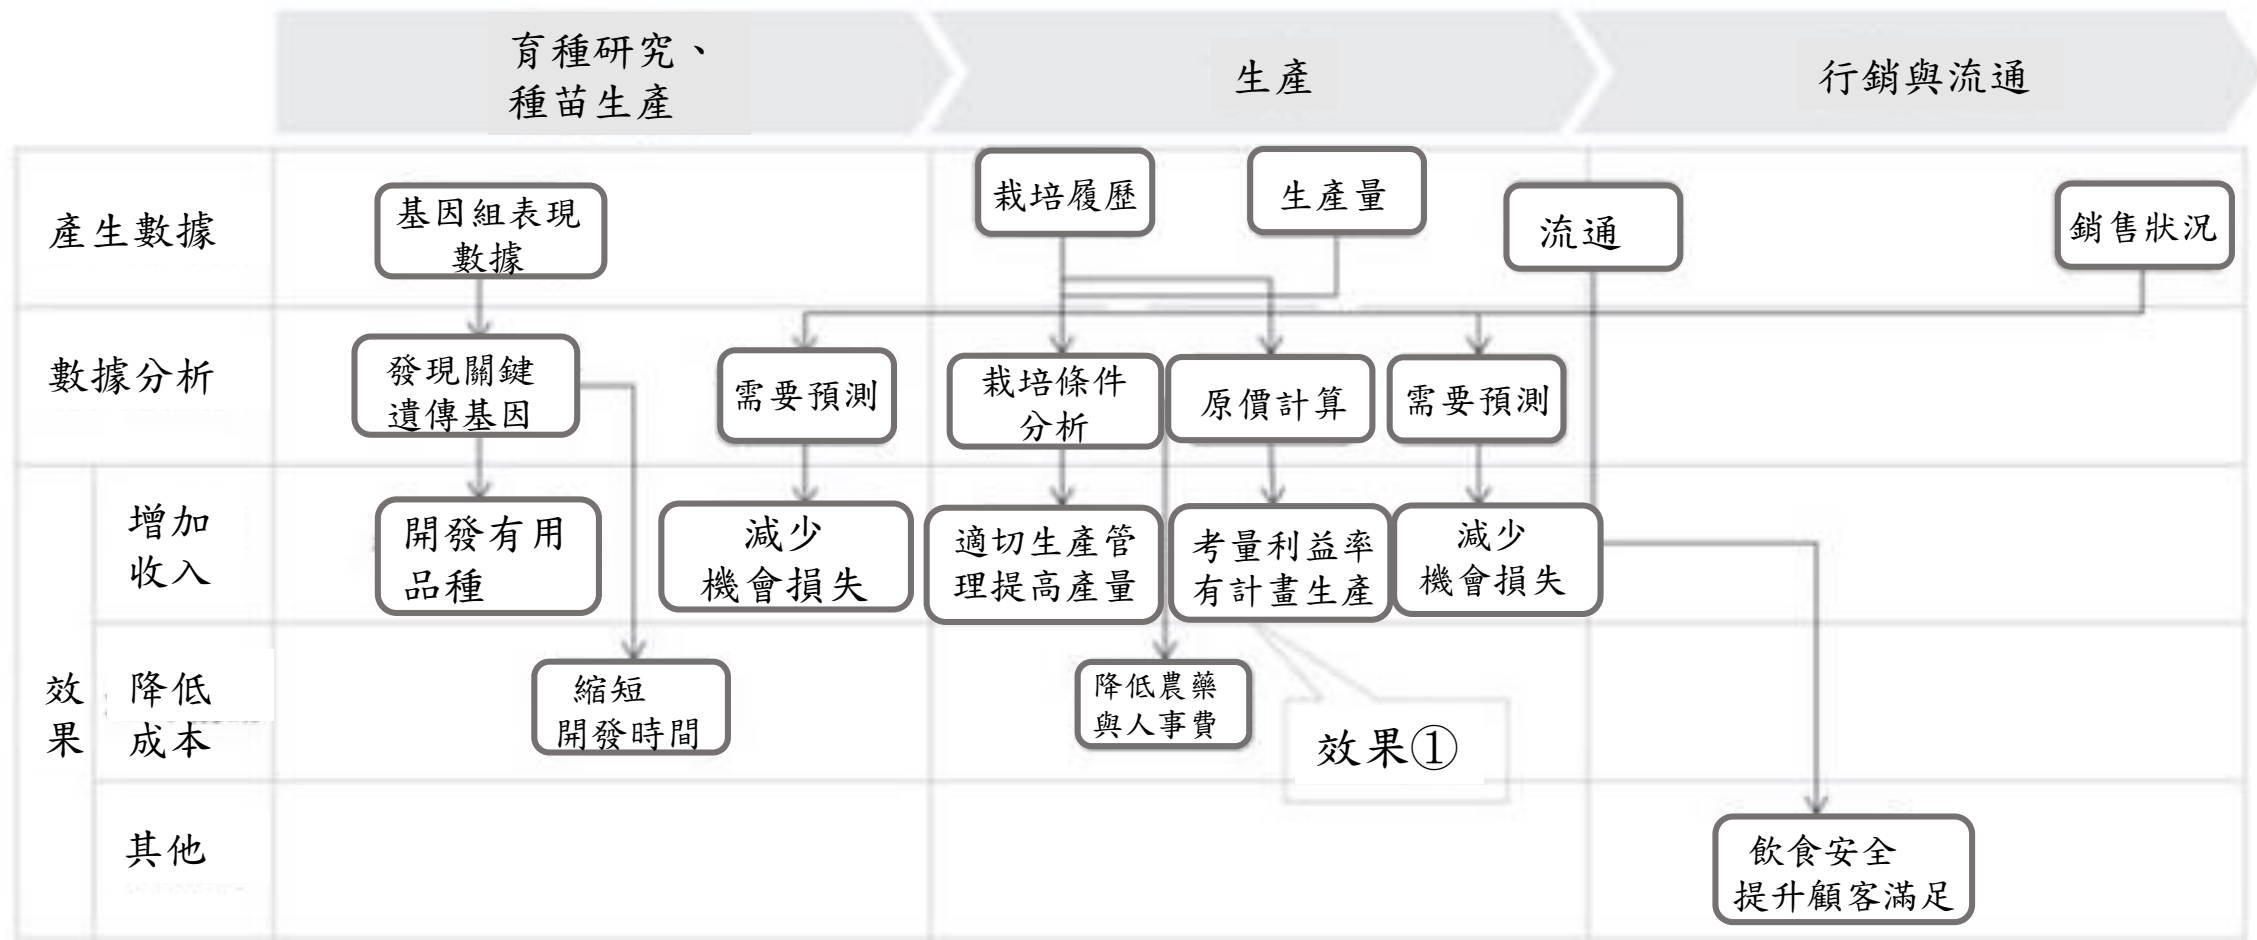 育種研究、
種苗生產
生產
行銷與流通
產生數據
基因組表現
數據
栽培履歷
生產量
流通
銷售狀況
數據分析
發現關鍵
遺傳基因
需要預測
栽培條件
分析
原價計算
需要預測
效
果
增加
收入
開發有用
品種
減少
機會損失
適切生產管
理提高產量
考量利益率
有計畫生產
減少
機會損失
降低
成本
縮短
開發時間
降低農藥
與人事費
效果①
其他
飲食安全
提升顧客滿足